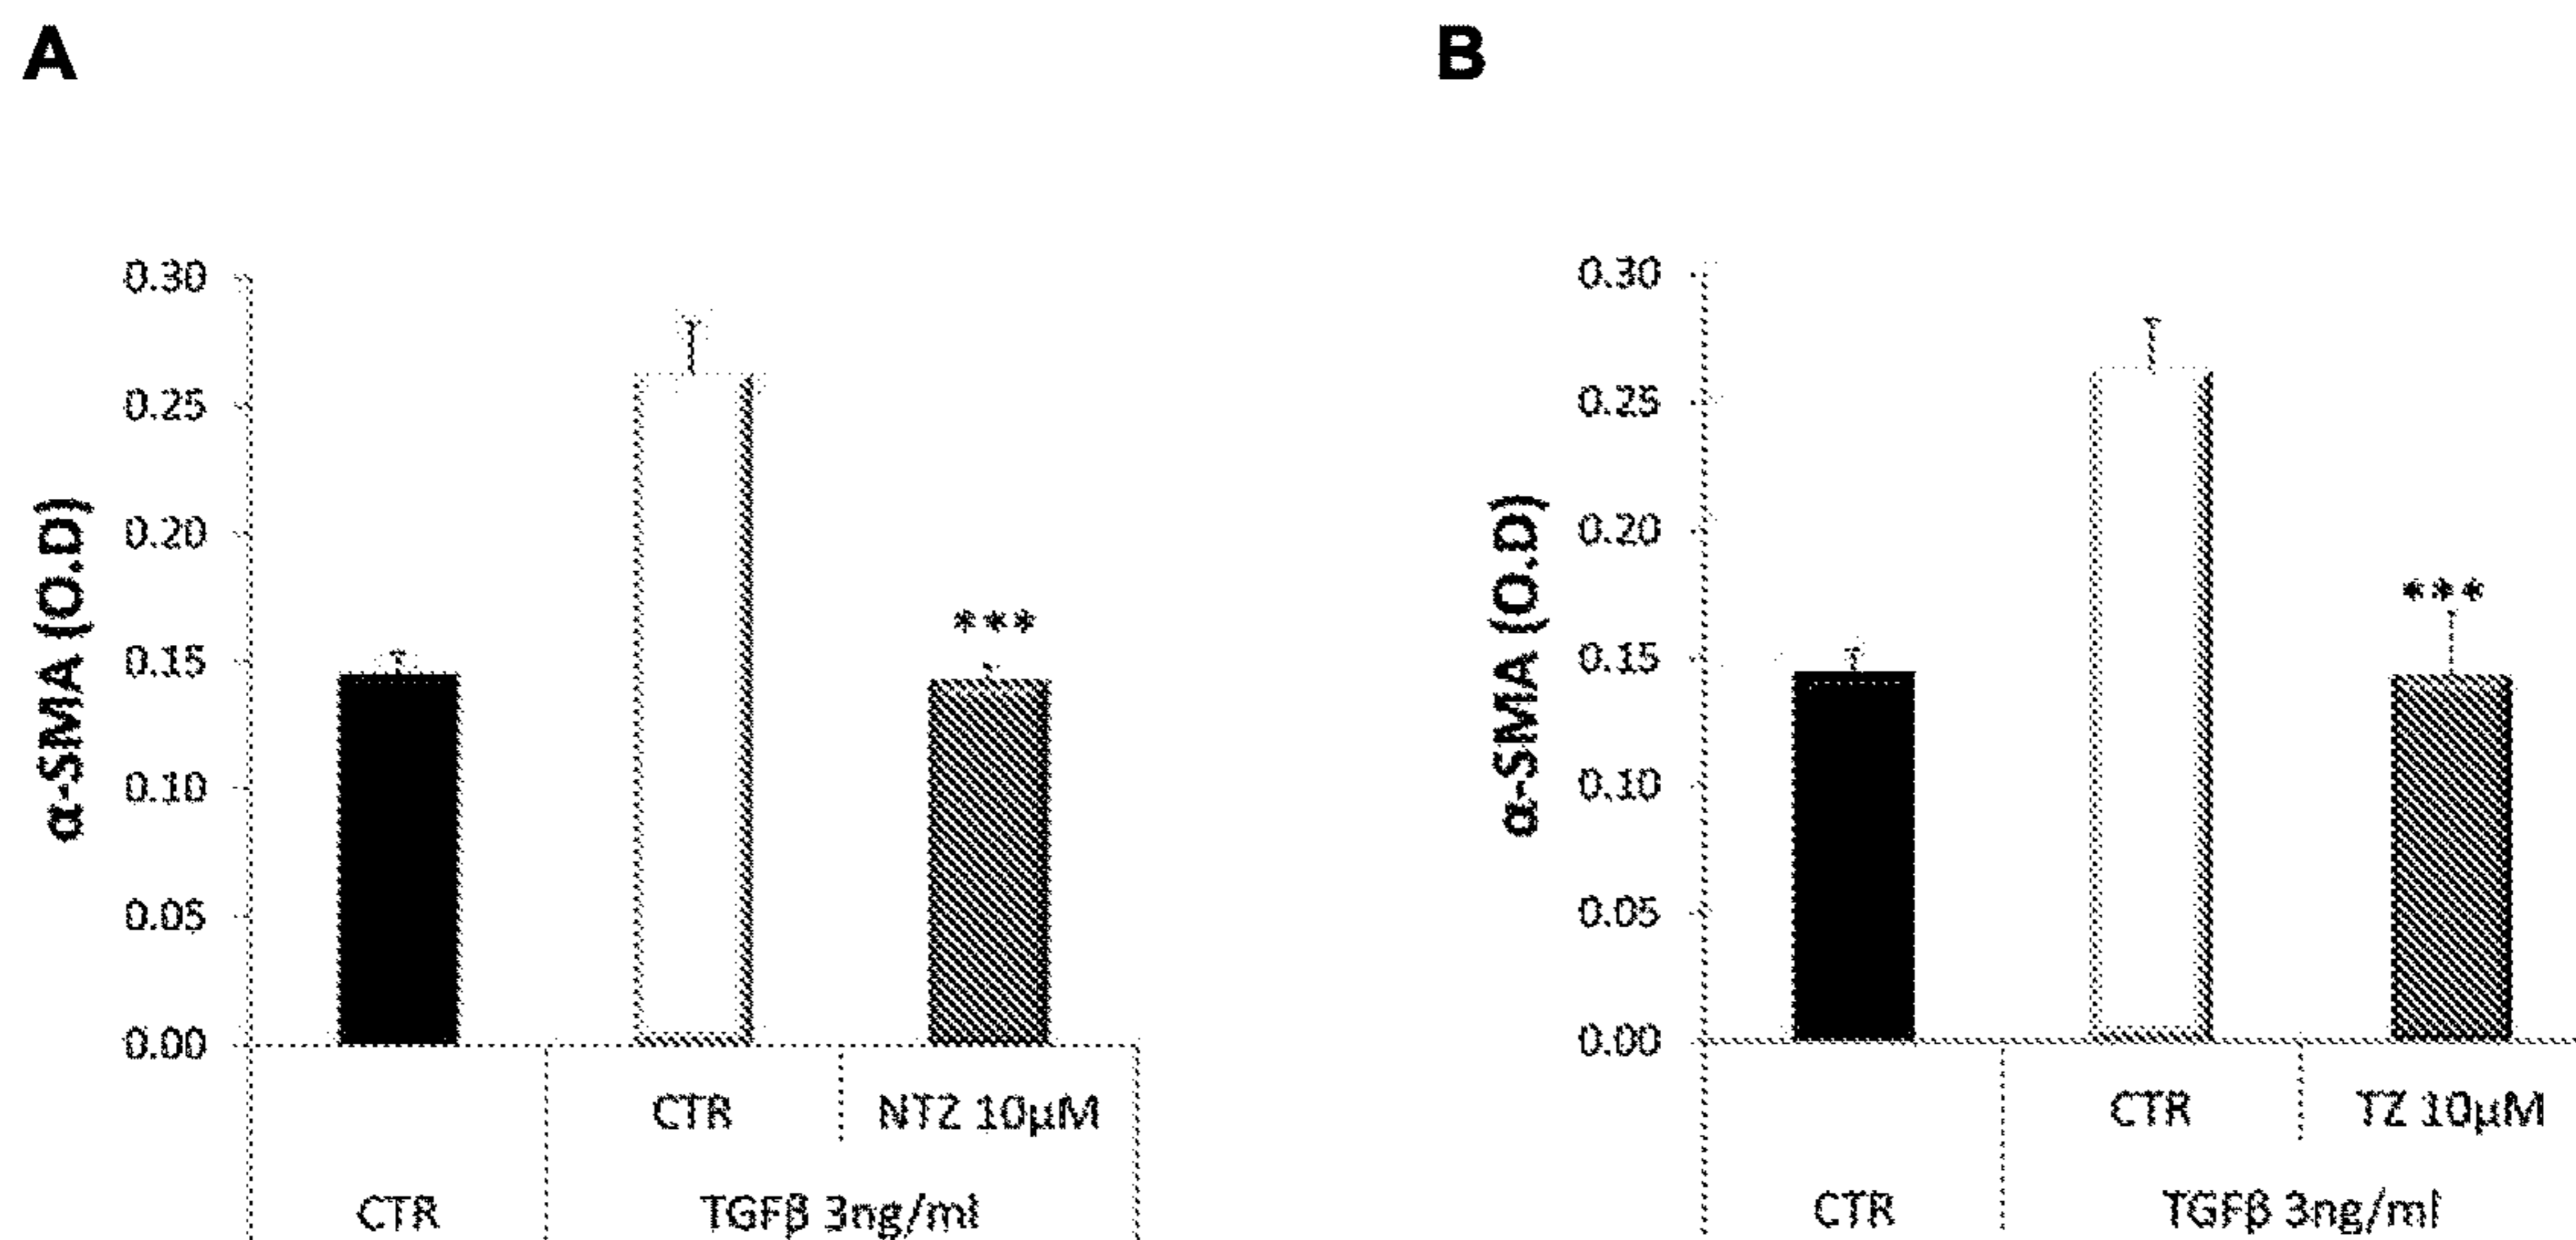 A
α-SMA (O.D)
0.30
0.25
0.20
0.15
0.10
0.05
0.00
***
CTR
NTZ 10µM
CTR
TGFβ 3ng/ml
B
α-SMA (O.D)
0.30
0.25
0.20
0.15
0.10
0.05
0.00
***
CTR
TZ 10µM
CTR
TGFβ 3ng/ml